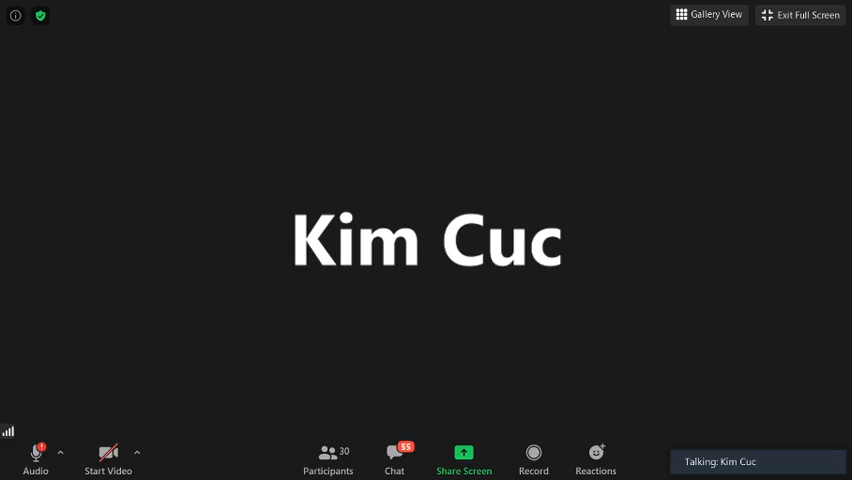 Gallery View
Exit Full Screen
Kim Cuc
Audio
Start Video
30
Participants
55
Chat
Share Screen
Record
Reactions
Talking: Kim Cuc